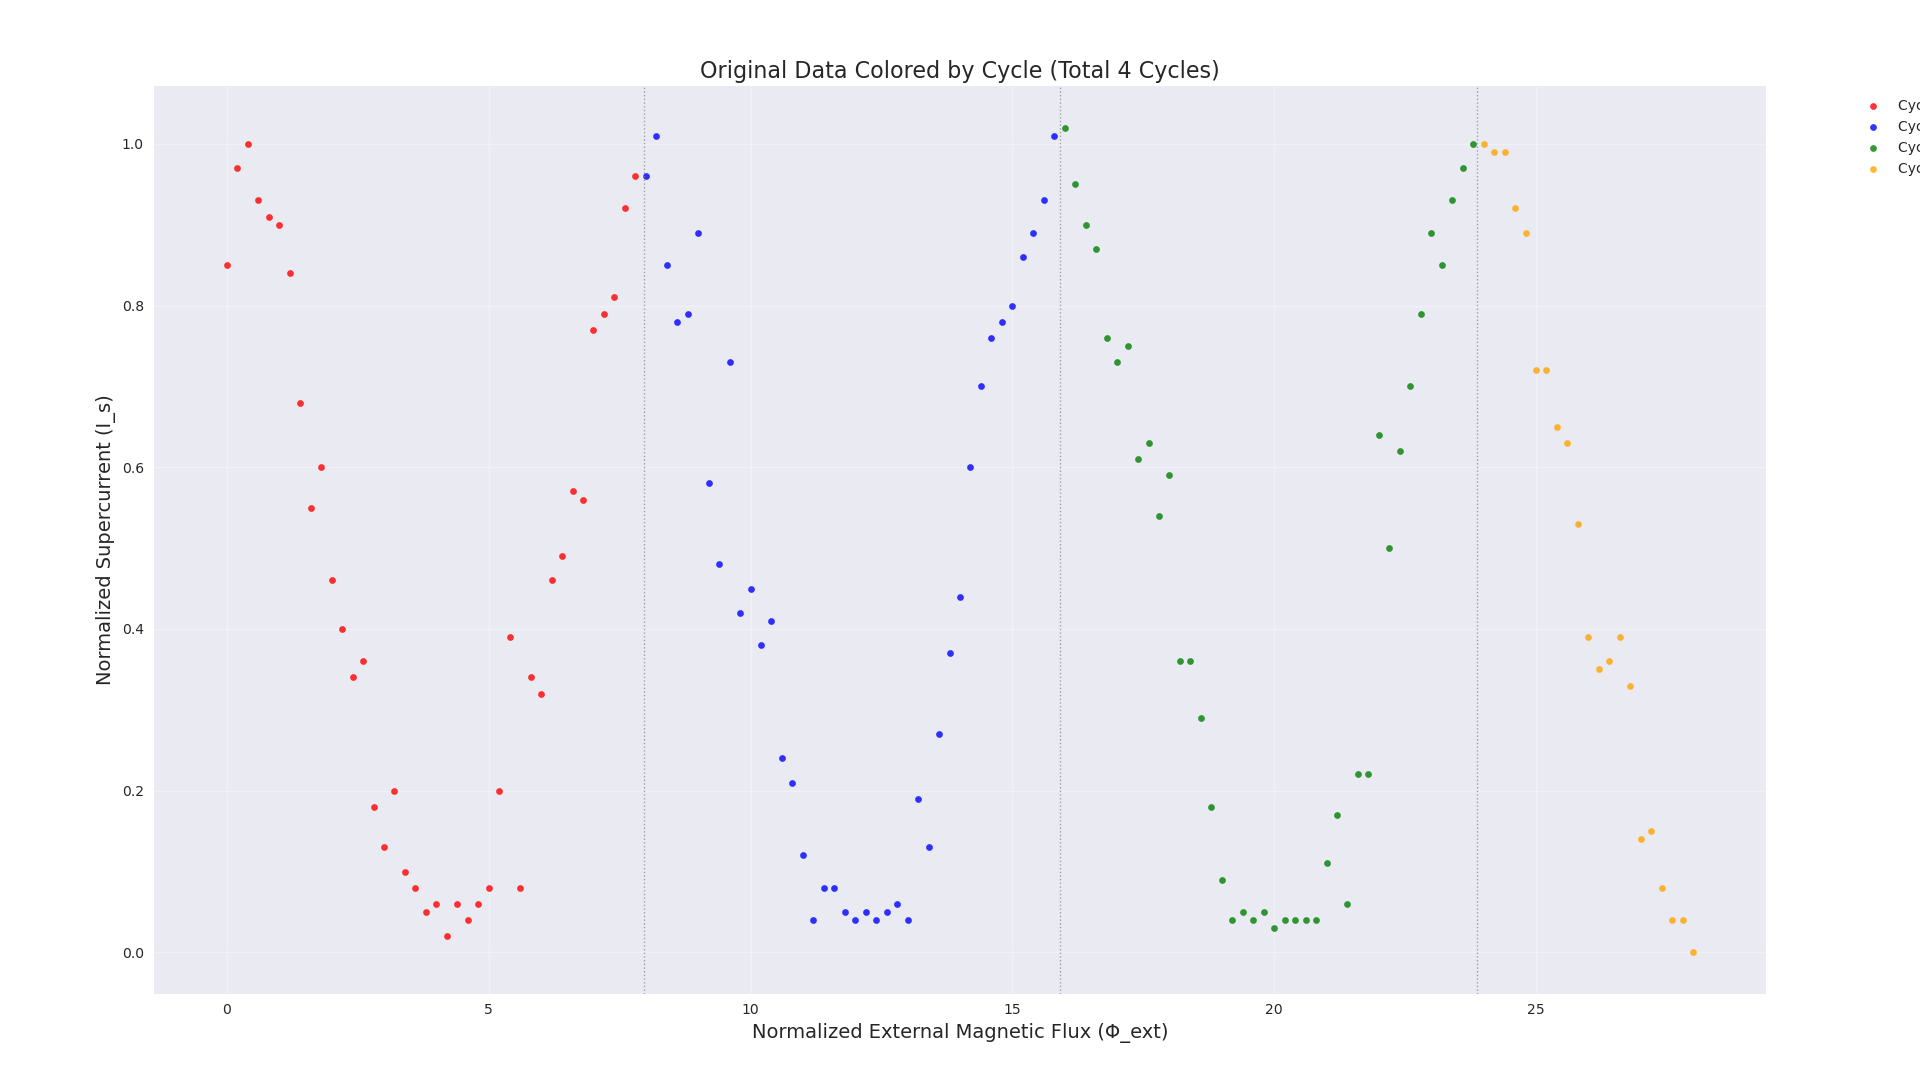 Original Data Colored by Cycle (Total 4 Cycles)
Normalized Supercurrent (I_s)
1.0
0.8
0.6
0.4
0.2
0.0
0 5 10 15 20 25
Normalized External Magnetic Flux (Φ_ext)
Cyc
Cyc
Cyc
Cyc